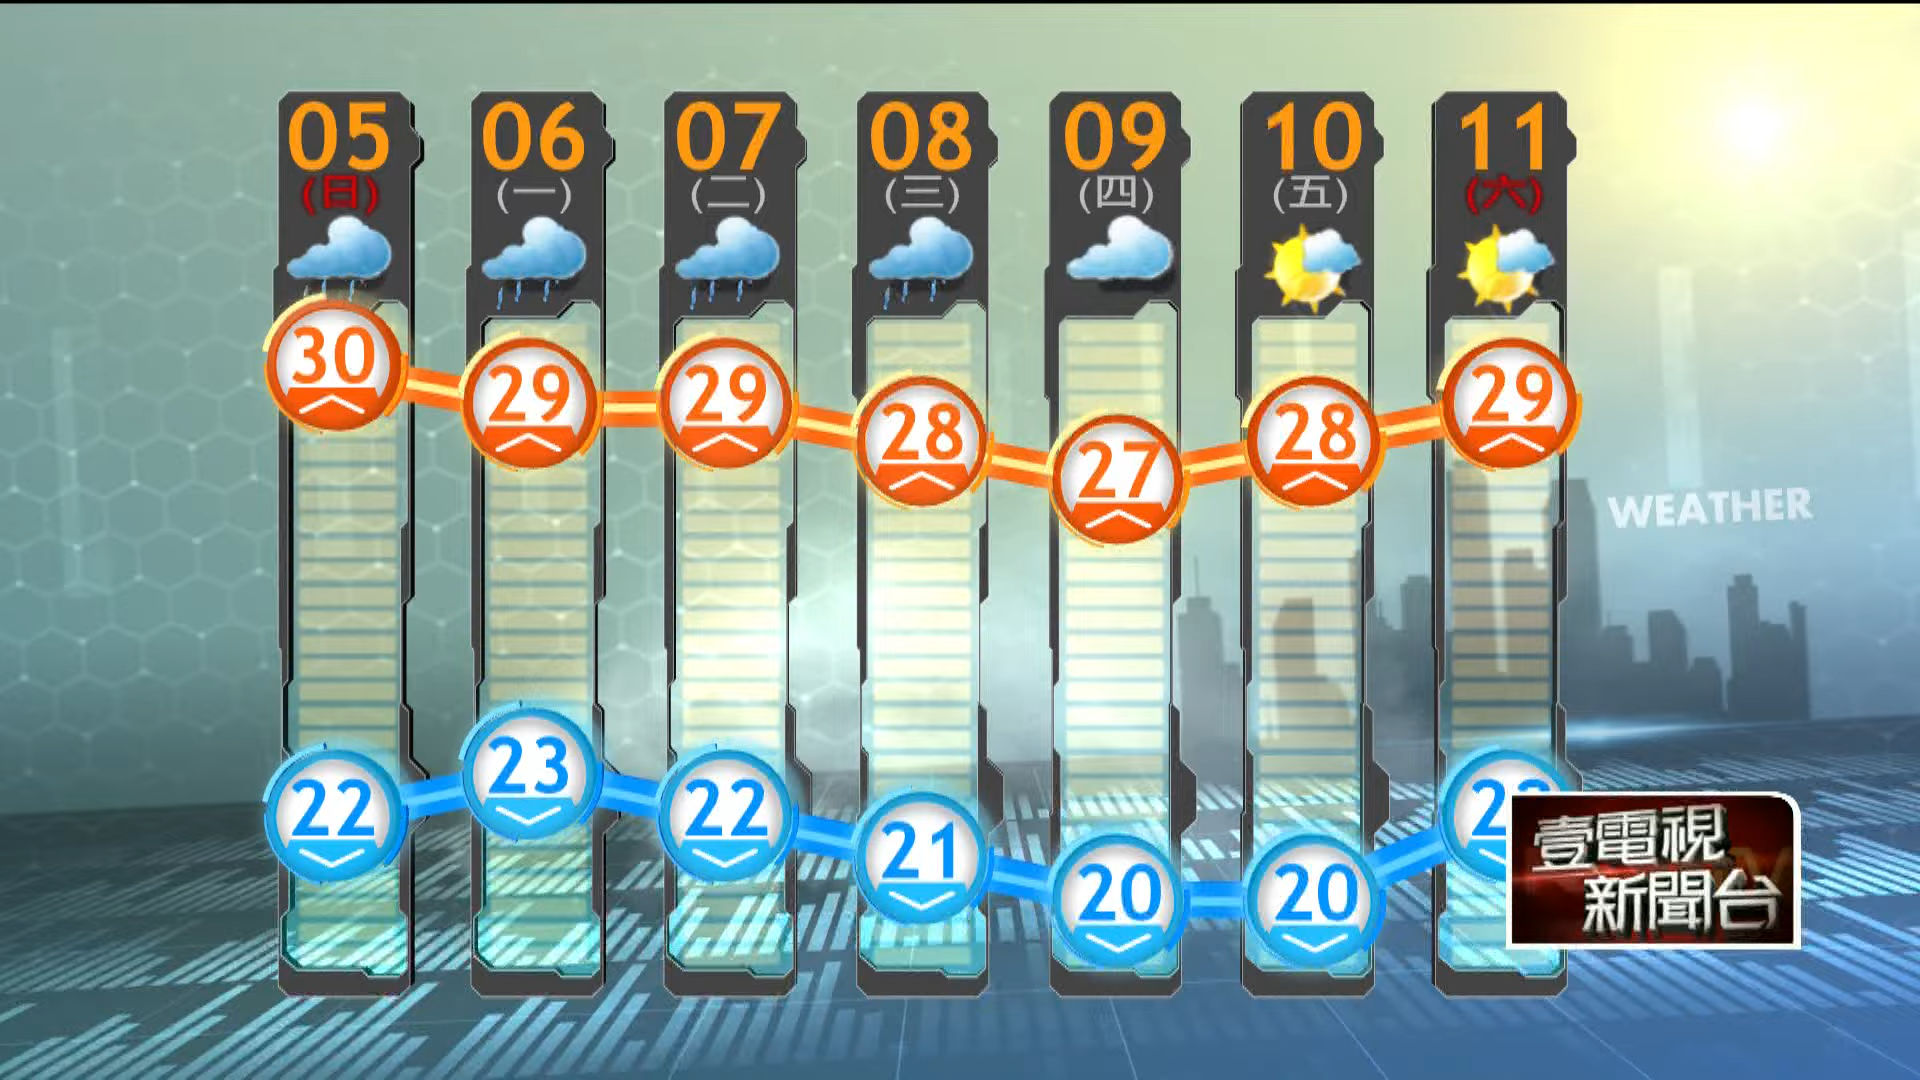 05 06 07 08 09 10 11
(日) (一) (二) (三) (四) (五) (六)
30 29 29 28 27 28 29
WEATHER
22 23 22 21 20 20
壹電視
新聞台